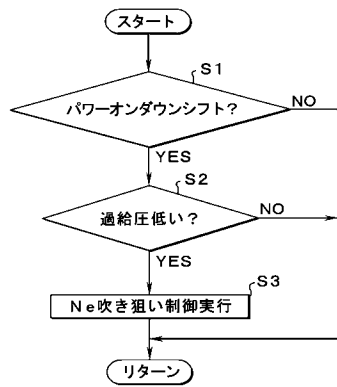 スタート
S1
パワーオンダウンシフト?
NO
YES
S2
過給圧低い?
NO
YES
S3
Ne吹き狙い制御実行
リターン